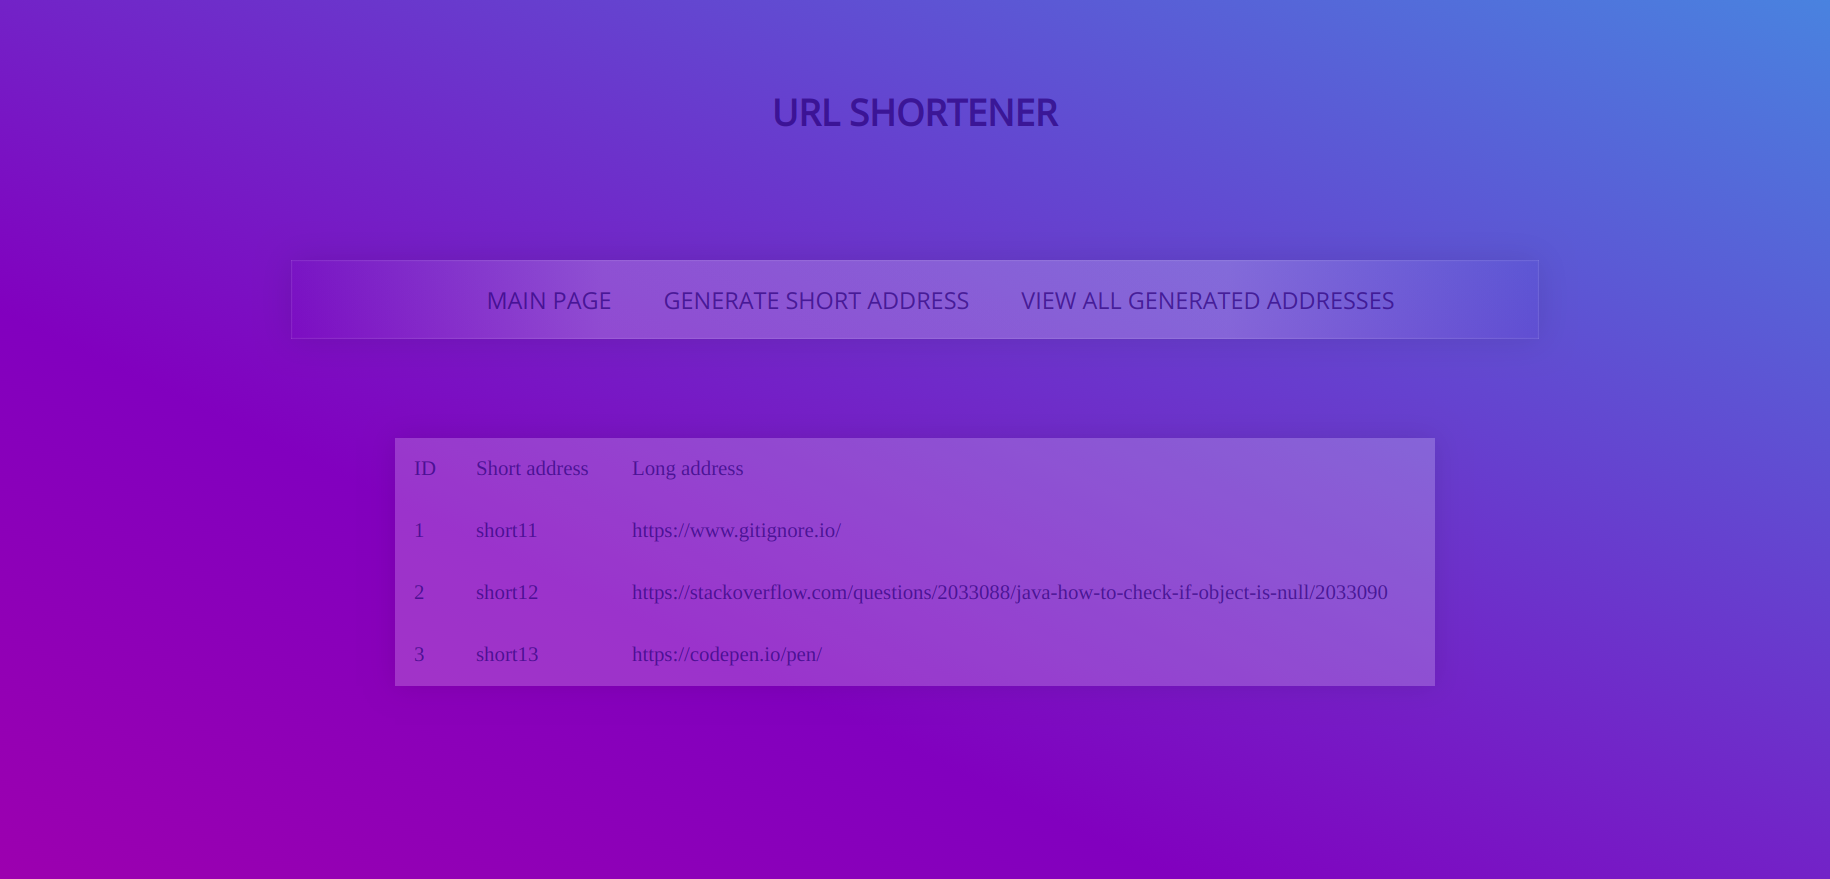 URL SHORTENER
MAIN PAGE GENERATE SHORT ADDRESS VIEW ALL GENERATED ADDRESSES
ID Short address Long address
1 short11 https://www.gitignore.io/
2 short12 https://stackoverflow.com/questions/2033088/java-how-to-check-if-object-is-null/2033090
3 short13 https://codepen.io/pen/